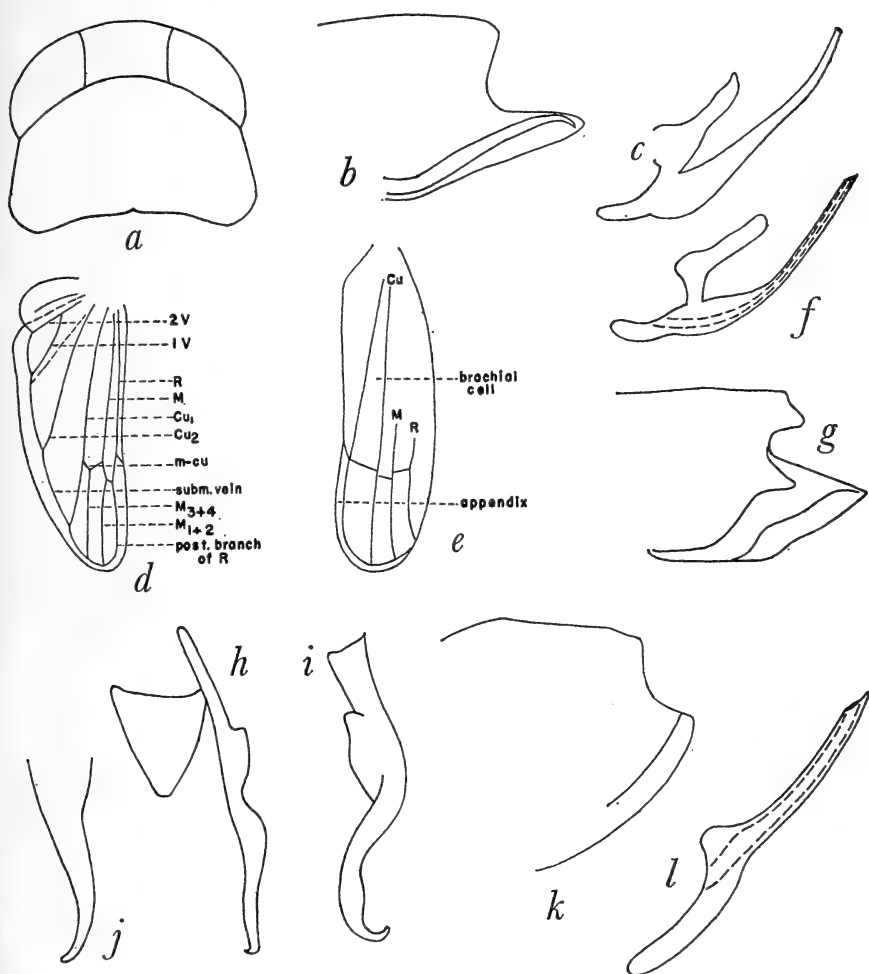 a
b
c
d
2V
1V
R
M
Cu₁
Cu₂
m-cu
subm. vein
M₃₊₄
M₁₊₂
post. branch
of R
e
Cu
brachial
cell
M
R
appendix
f
g
h
i
j
k
l